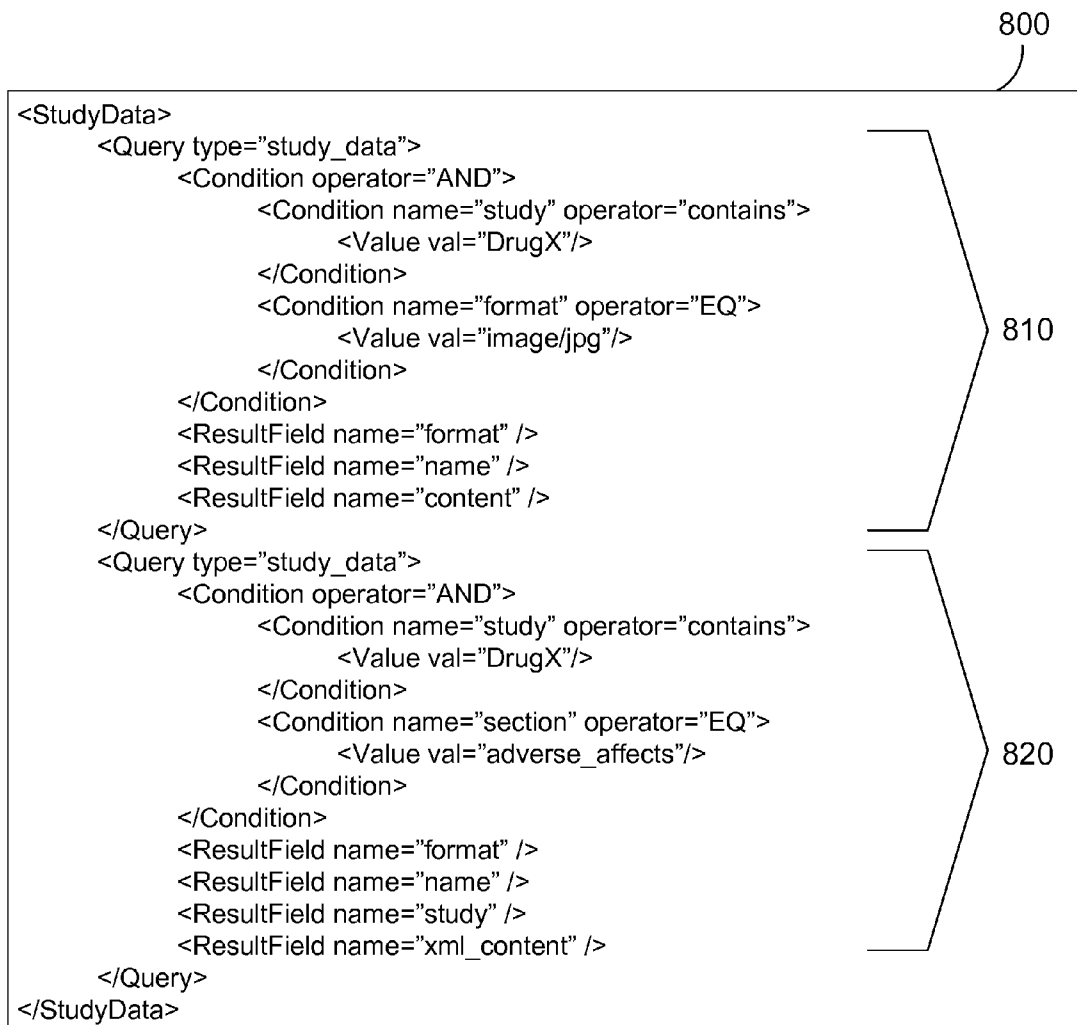 800
<StudyData>
<Query type=”study_data”>
<Condition operator=”AND”>
<Condition name=”study” operator=”contains”>
<Value val=”DrugX”/>
</Condition>
<Condition name=”format” operator=”EQ”>
<Value val=”image/jpg”/>
</Condition>
</Condition>
<ResultField name=”format” />
<ResultField name=”name” />
<ResultField name=”content” />
</Query>
810
<Query type=”study_data”>
<Condition operator=”AND”>
<Condition name=”study” operator=”contains”>
<Value val=”DrugX”/>
</Condition>
<Condition name=”section” operator=”EQ”>
<Value val=”adverse_affects”/>
</Condition>
</Condition>
<ResultField name=”format” />
<ResultField name=”name” />
<ResultField name=”study” />
<ResultField name=”xml_content” />
</Query>
820
</StudyData>